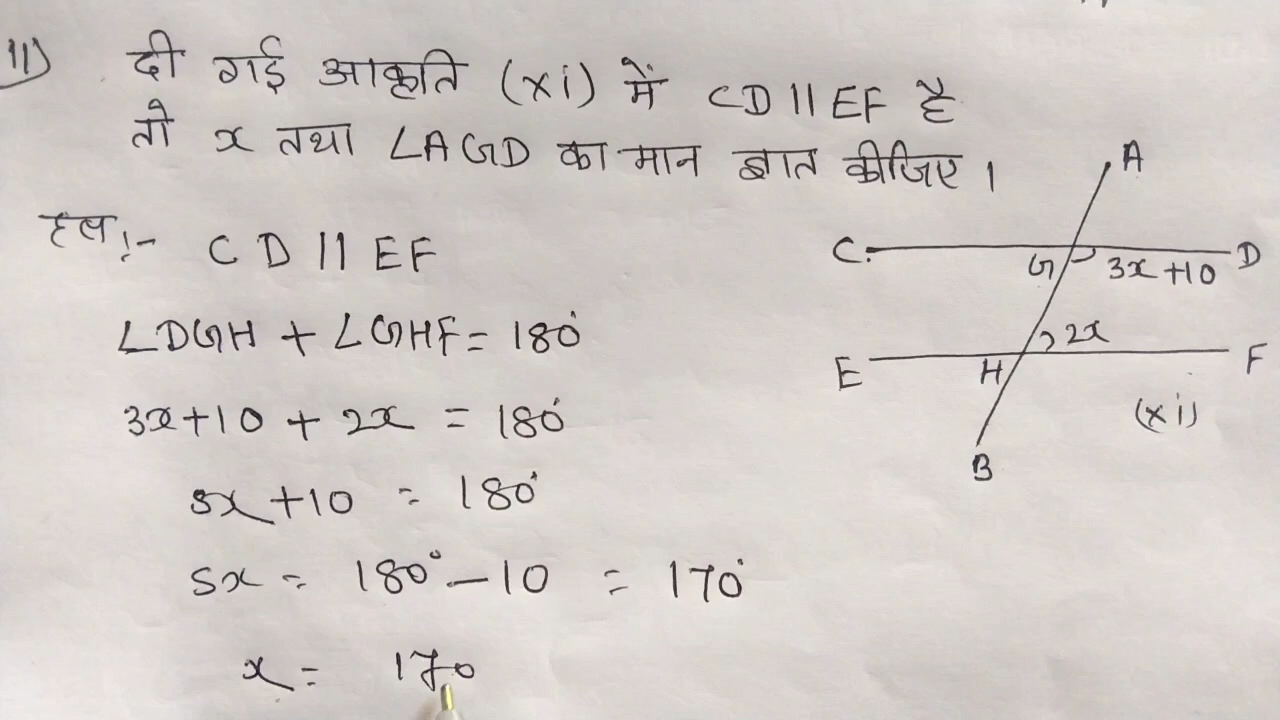 11) दी गई आकृति (xi) में CD || EF है
तो x तथा ∠AGD का मान ज्ञात कीजिए ।
हल :- CD || EF
∠DGH + ∠GHF = 180°
3x+10 + 2x = 180°
5x+10 = 180°
5x = 180° - 10 = 170°
x = 170
A
C D
G 3x+10
2x
E H F
(xi)
B